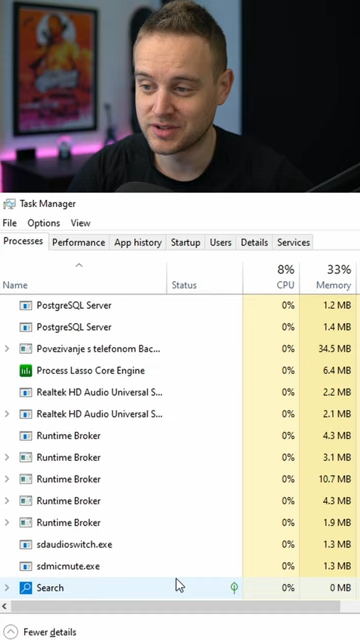 Task Manager
File Options View
Processes Performance App history Startup Users Details Services
8% 33%
Name Status CPU Memory
PostgreSQL Server 0% 1.2 MB
PostgreSQL Server 0% 1.4 MB
Povezivanje s telefonom Bac... 0% 34.5 MB
Process Lasso Core Engine 0% 6.4 MB
Realtek HD Audio Universal S... 0% 2.2 MB
Realtek HD Audio Universal S... 0% 2.1 MB
Runtime Broker 0% 4.3 MB
Runtime Broker 0% 3.1 MB
Runtime Broker 0% 10.7 MB
Runtime Broker 0% 4.3 MB
Runtime Broker 0% 1.9 MB
sdaudioswitch.exe 0% 1.3 MB
sdmicmute.exe 0% 1.3 MB
Search 0% 0 MB
Fewer details